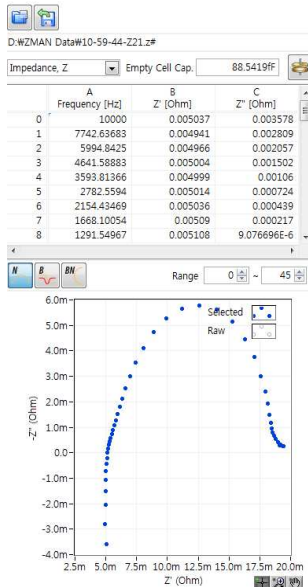 D:₩ZMAN Data₩10-59-44-Z21.z#
Impedance, Z Empty Cell Cap. 88.5419fF
A B C
Frequency [Hz] Z' [Ohm] Z" [Ohm]
0 10000 0.005037 0.003578
1 7742.63683 0.004941 0.002809
2 5994.8425 0.004966 0.002057
3 4641.58883 0.005004 0.001502
4 3593.81366 0.004999 0.00106
5 2782.5594 0.005014 0.000724
6 2154.43469 0.005036 0.000439
7 1668.10054 0.00509 0.000217
8 1291.54967 0.005108 9.076696E-6
N B BN Range 0 ~ 45
6.0m
Selected
5.0m
Raw
4.0m
3.0m
2.0m
1.0m
0.0
-1.0m
-2.0m
-3.0m
-4.0m
-Z" (Ohm)
2.5m 5.0m 7.5m 10.0m 12.5m 15.0m 17.5m 20.0m
Z' (Ohm)